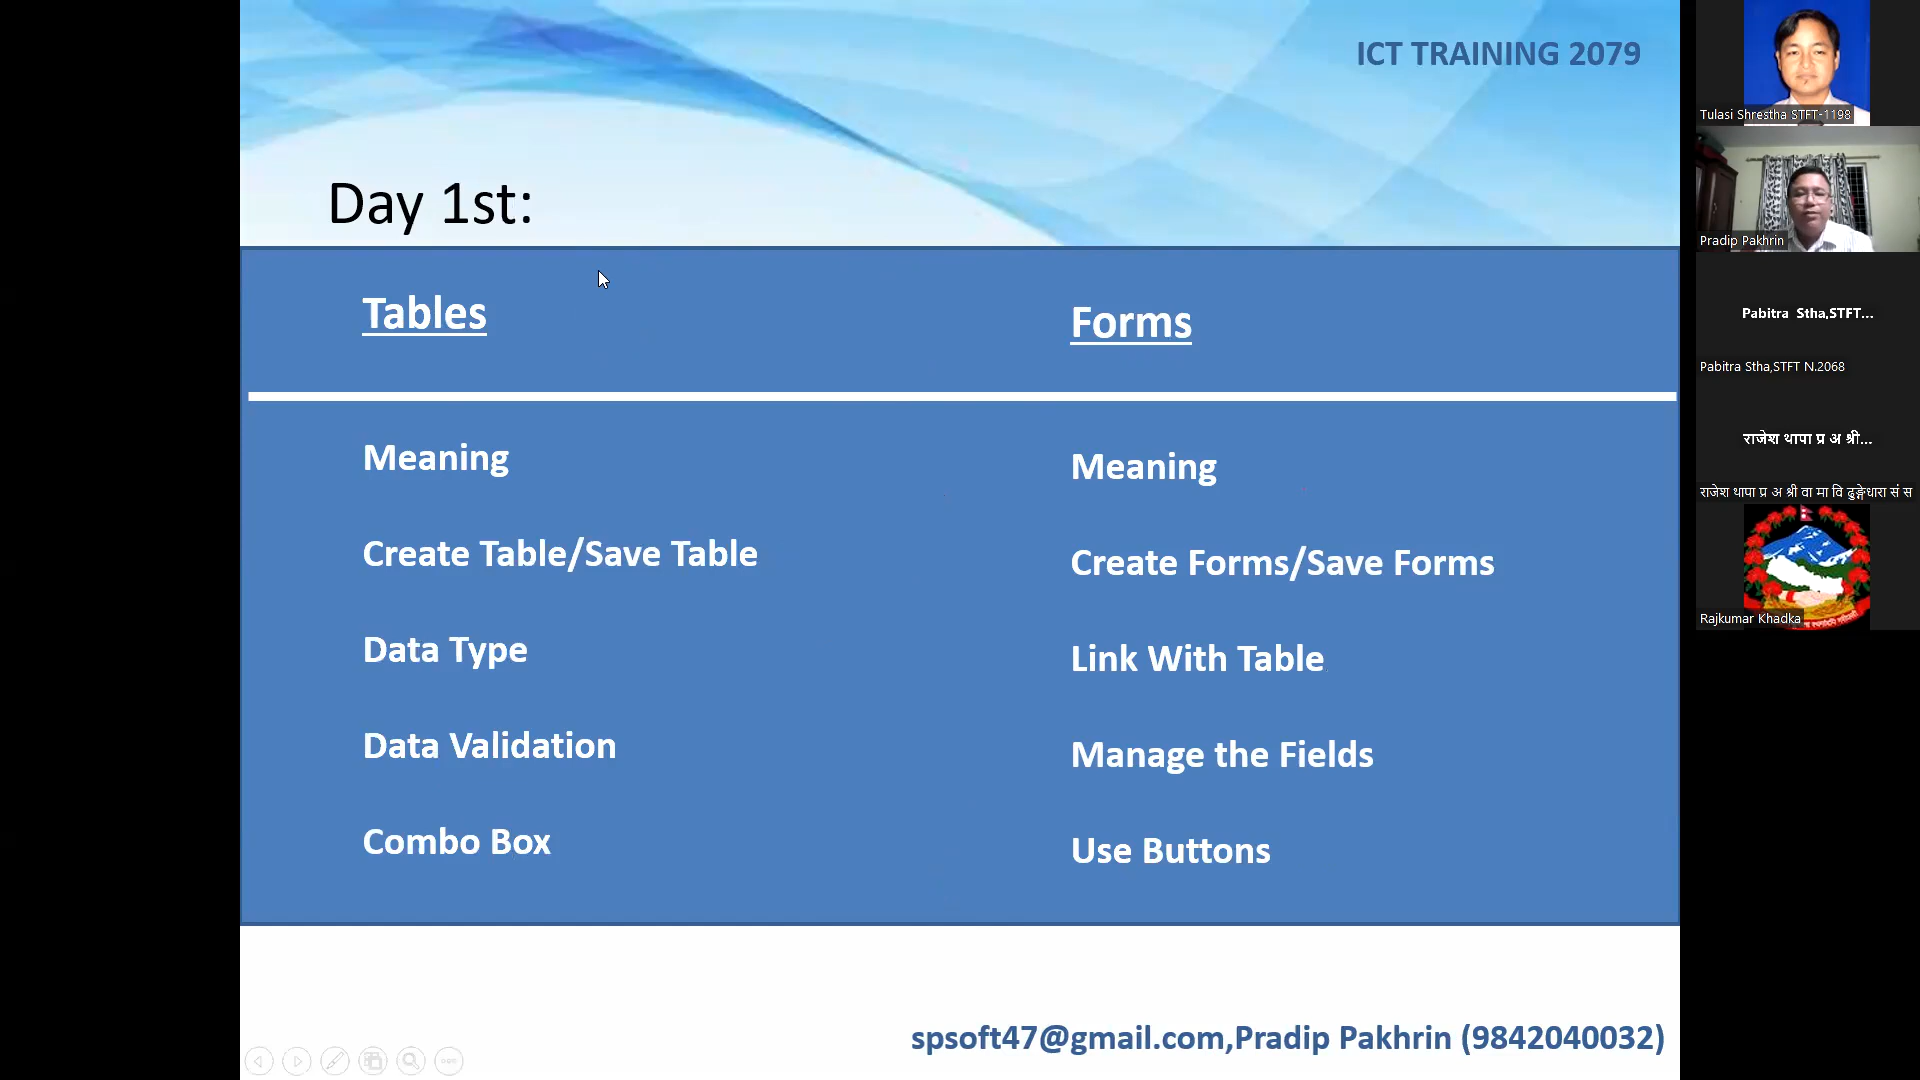 ICT TRAINING 2079
Day 1st:
Tables
Meaning
Create Table/Save Table
Data Type
Data Validation
Combo Box
Forms
Meaning
Create Forms/Save Forms
Link With Table
Manage the Fields
Use Buttons
spsoft47@gmail.com,Pradip Pakhrin (9842040032)
Tulasi Shrestha STFT-1198
Pradip Pakhrin
Pabitra Stha,STFT...
Pabitra Stha,STFT N.2068
राजेश थापा प्र अ श्री...
राजेश थापा प्र अ श्री वा मा वि ढुङ्गेधारा सं स
Rajkumar Khadka